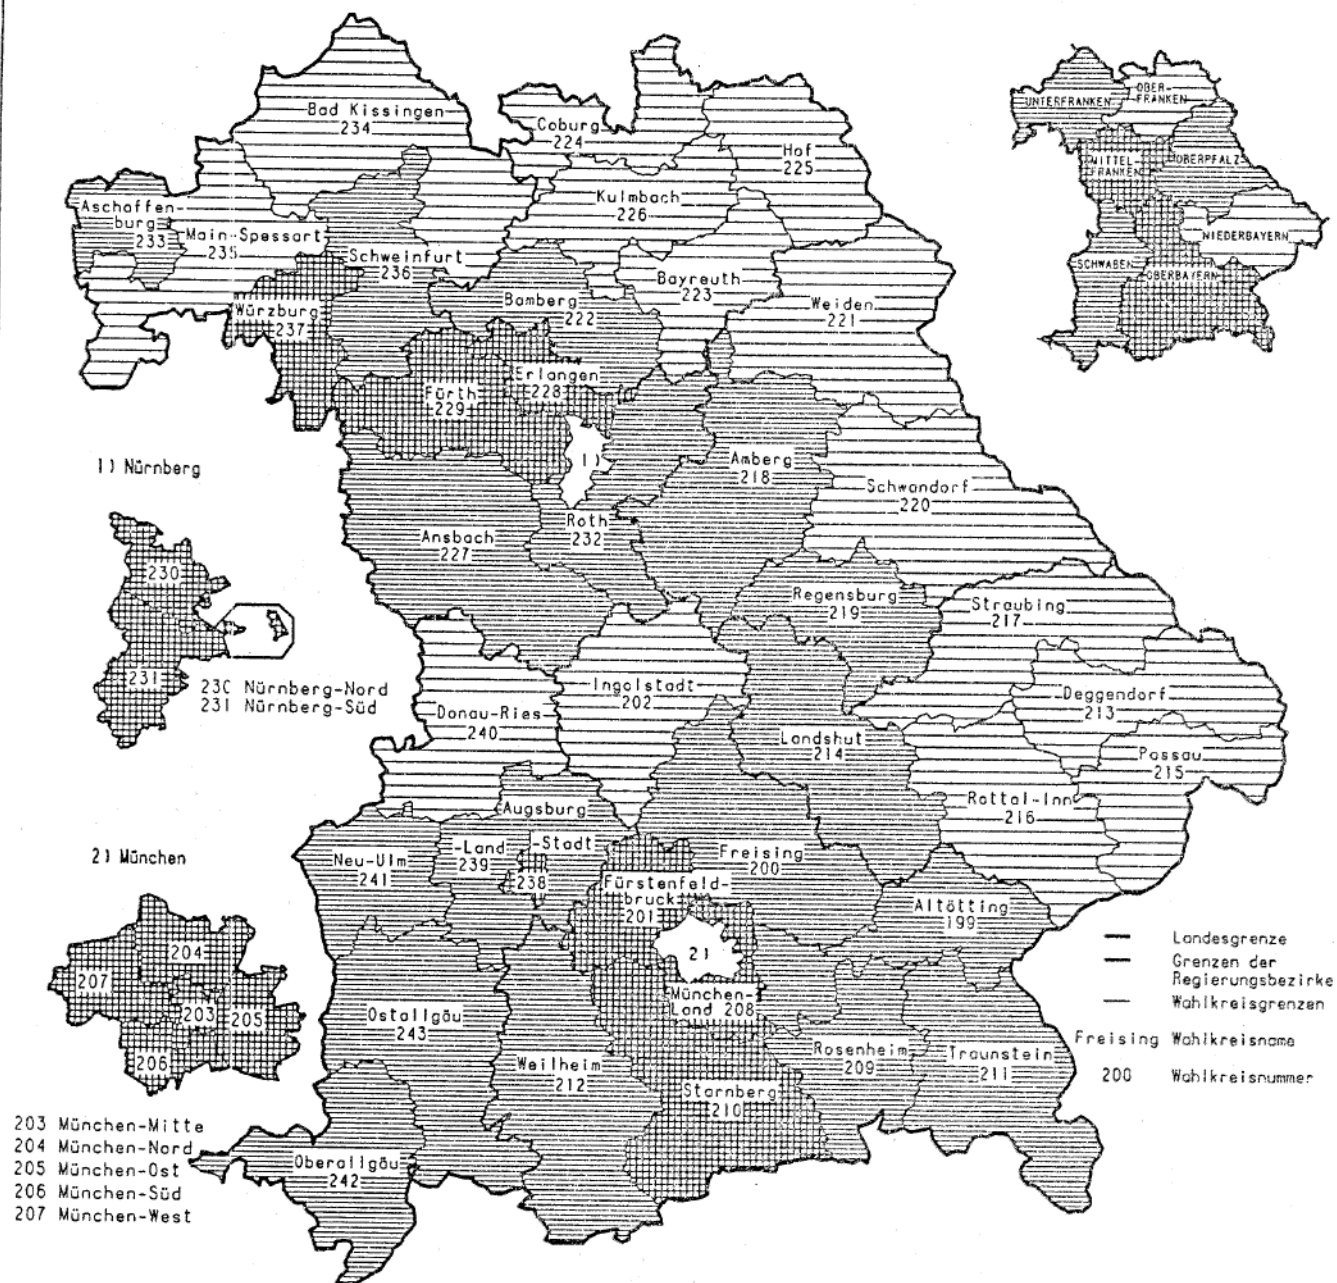 Bad Kissingen
234
Coburg
224
Hof
225
Kulmbach
226
Aschaffen-
burg
233
Main-Spessart
235
Schweinfurt
236
Bayreuth
223
Bamberg
222
Weiden
221
Würzburg
237
Erlangen
228
Fürth
229
1)
Amberg
218
Schwandorf
220
Ansbach
227
Roth
232
Regensburg
219
Straubing
217
Ingolstadt
202
Deggendorf
213
Donau-Ries
240
Landshut
214
Passau
215
Rottal-Inn
216
Augsburg
-Land
239
-Stadt
238
Neu-Ulm
241
Freising
200
Fürstenfeld-
bruck
201
Altötting
199
2)
München-
Land 208
Ostallgäu
243
Weilheim
212
Rosenheim
209
Traunstein
211
Starnberg
210
Oberallgäu
242
UNTERFRANKEN
OBER-
FRANKEN
MITTEL-
FRANKEN
OBERPFALZ
NIEDERBAYERN
SCHWABEN
OBERBAYERN
1) Nürnberg
230
231
230 Nürnberg-Nord
231 Nürnberg-Süd
2) München
204
207
203
205
206
203 München-Mitte
204 München-Nord
205 München-Ost
206 München-Süd
207 München-West
Landesgrenze
Grenzen der
Regierungsbezirke
Wahlkreisgrenzen
Freising Wahlkreisname
200 Wahlkreisnummer